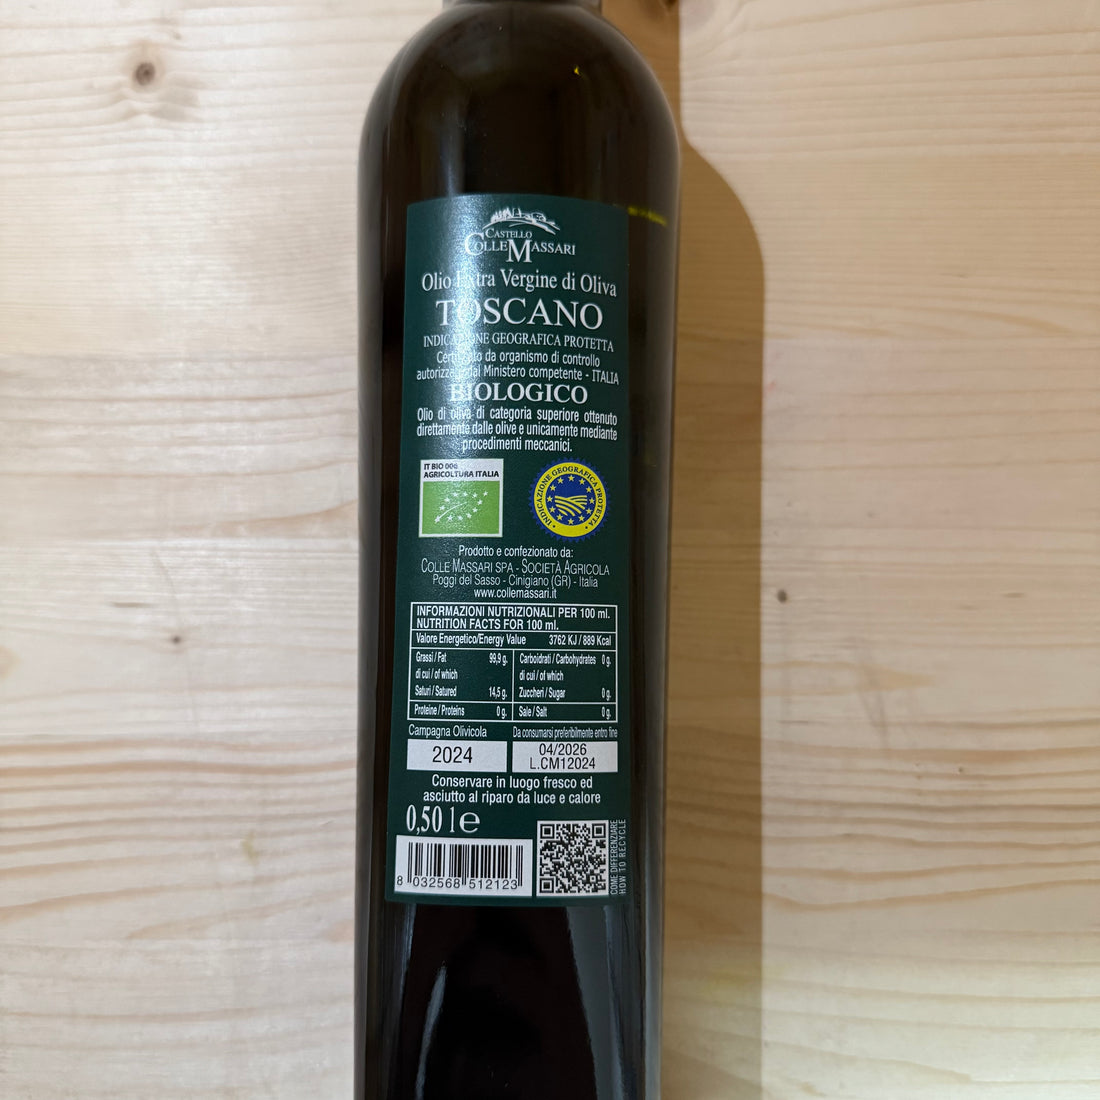 CASTELLO
COLLEMASSARI
Olio Extra Vergine di Oliva
TOSCANO
INDICAZIONE GEOGRAFICA PROTETTA
Certificato da organismo di controllo
autorizzato dal Ministero competente - ITALIA
BIOLOGICO
Olio di oliva di categoria superiore ottenuto
direttamente dalle olive e unicamente mediante
procedimenti meccanici.
IT BIO 006
AGRICOLTURA ITALIA
INDICAZIONE GEOGRAFICA PROTETTA
Prodotto e confezionato da:
COLLE MASSARI SPA - SOCIETÀ AGRICOLA
Poggi del Sasso - Cinigiano (GR) - Italia
www.collemassari.it
INFORMAZIONI NUTRIZIONALI PER 100 ml.
NUTRITION FACTS FOR 100 ml.
Valore Energetico/Energy Value 3762 KJ / 889 Kcal
Grassi / Fat 99,9 g. Carboidrati / Carbohydrates 0 g.
di cui / of which di cui / of which
Saturi / Satured 14,5 g. Zuccheri / Sugar 0 g.
Proteine / Proteins 0 g. Sale / Salt 0 g.
Campagna Olivicola Da consumarsi preferibilmente entro fine
2024 04/2026
L.CM12024
Conservare in luogo fresco ed
asciutto al riparo da luce e calore
0,50 l e
COME DIFFERENZIARE
HOW TO RECYCLE
8 032568 512123